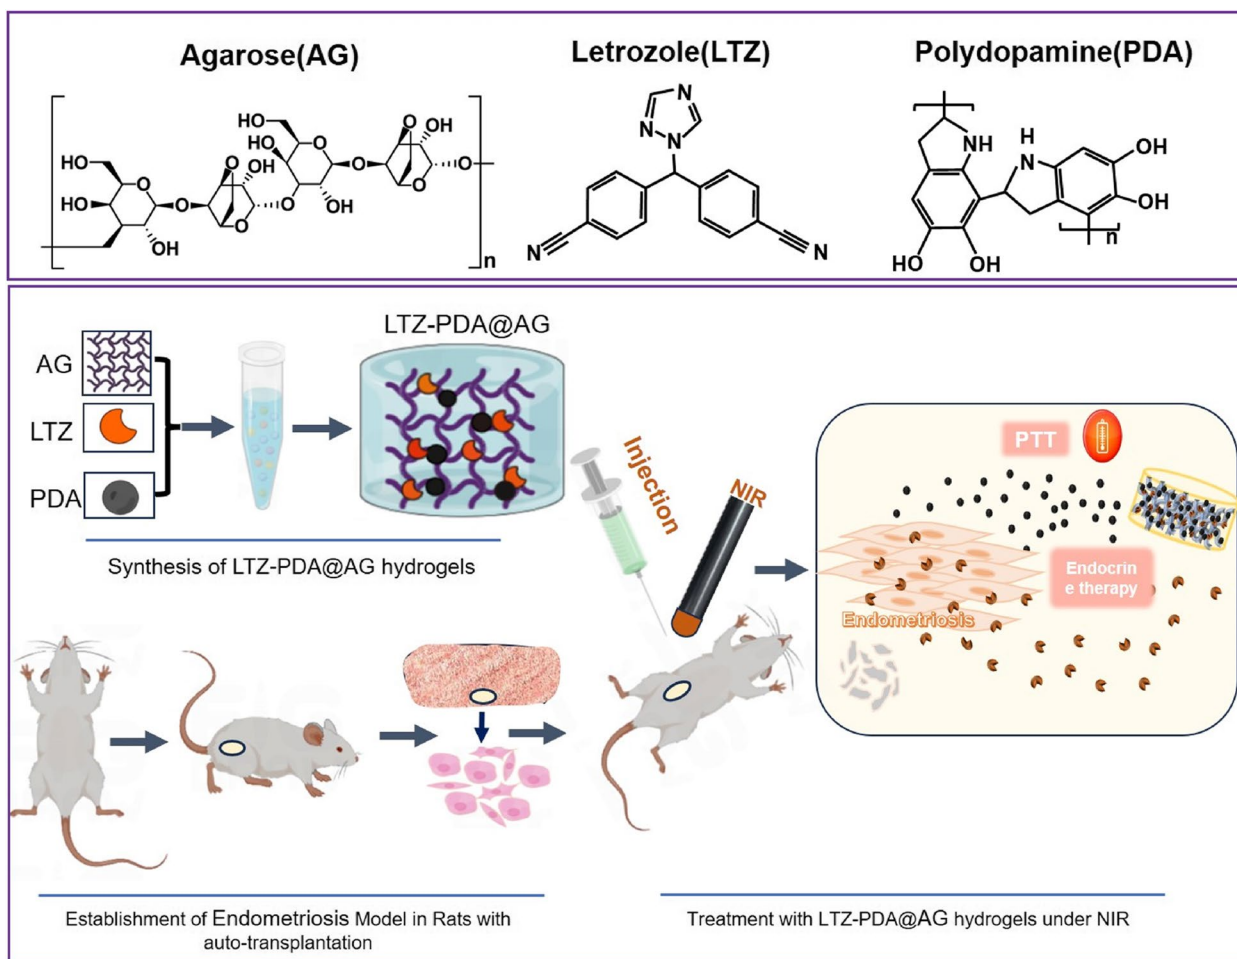 Agarose(AG)
Letrozole(LTZ)
Polydopamine(PDA)
HO
HO
HO
O
O
OH
O
OH
OH
O
HO
HO
O
O
OH
O
O
OH
O
O
n
N
N
N
N
N
NH
H
N
OH
OH
HO
OH
n
AG
LTZ
PDA
LTZ-PDA@AG
Synthesis of LTZ-PDA@AG hydrogels
Injection
NIR
PTT
Endocrin
e therapy
Endometriosis
Establishment of Endometriosis Model in Rats with
auto-transplantation
Treatment with LTZ-PDA@AG hydrogels under NIR